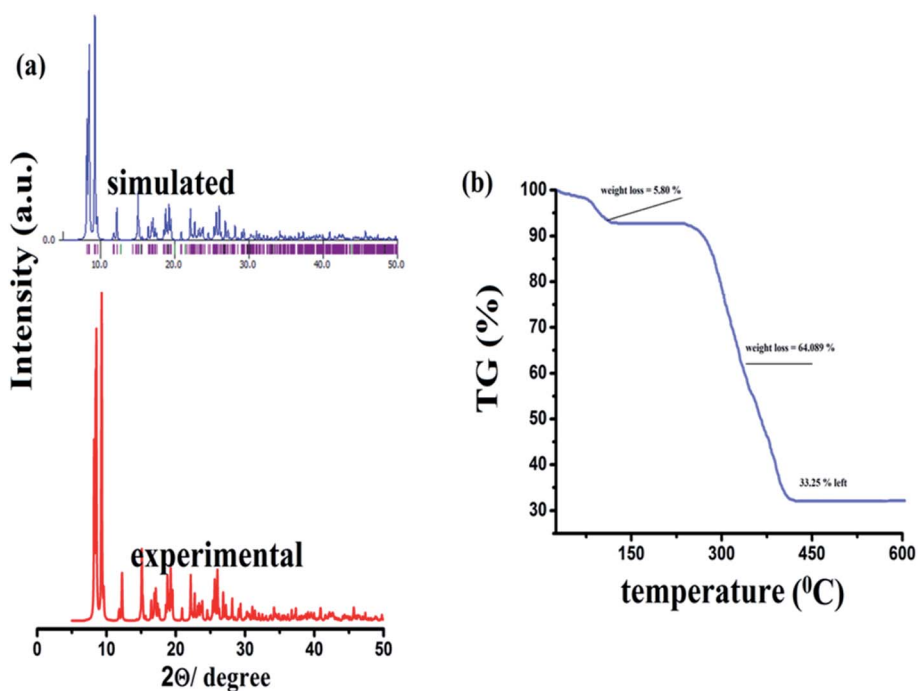 (a)
Intensity (a.u.)
simulated
0.0
10.0 20.0 30.0 40.0 50.0
experimental
0 10 20 30 40 50
2Θ/ degree
(b)
TG (%)
100
90
80
70
60
50
40
30
weight loss = 5.80 %
weight loss = 64.089 %
33.25 % left
150 300 450 600
temperature (⁰C)